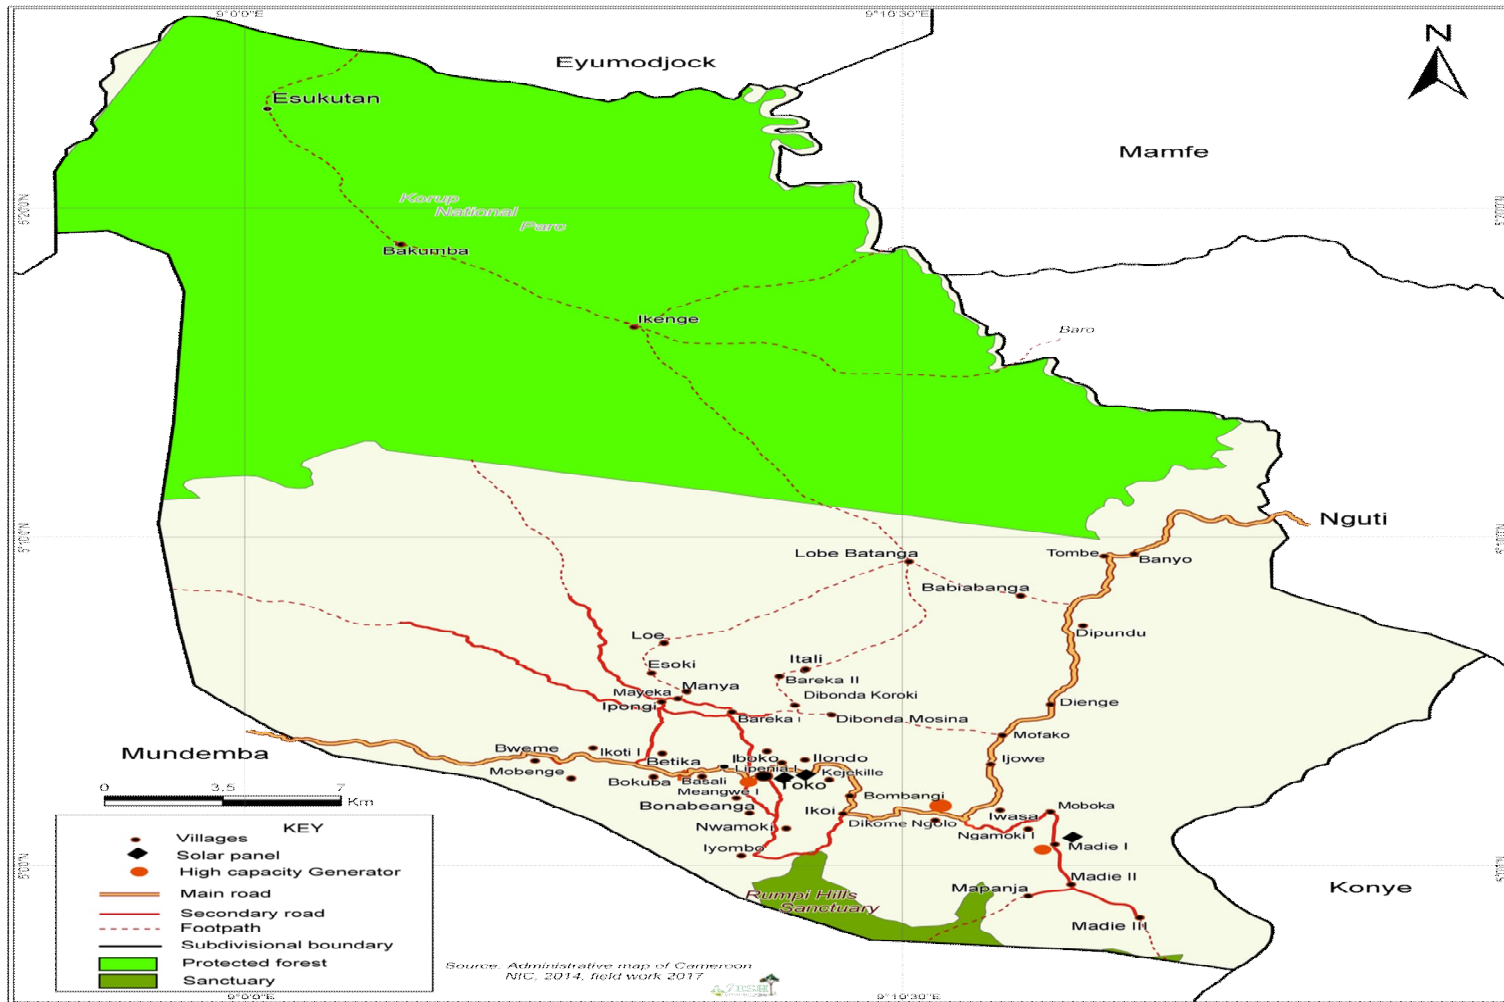 9°0'0"E
9°10'30"E
N
Eyumodjock
Esukutan
Mamfe
Korup
National
Parc
5°20'0"N
Bakumba
Ikenge
Baro
Nguti
Lobe Batanga
Tombe
Banyo
Babiabanga
Dipundu
Loe
Esoki
Itali
Bareka II
Manya
Mayeka
Ipongi
Dibonda Koroki
Bareka I
Dibonda Mosina
Dienge
Mofako
Mundemba
Bweme
Ikoti I
Betika
Iboko
Ilondo
Ijowe
Mobenge
Bokuba
Basali
Lipenia I
Kejekille
Toko
Meangwe I
Bonabeanga
Bombangi
Ikoi
Dikome Ngolo
Iwasa
Moboka
Nwamoki
Ngamoki I
Madie I
Iyombo
Mapanja
Madie II
Konye
Rumpi Hills
Sanctuary
Madie III
0 3.5 7
Km
KEY
Villages
Solar panel
High capacity Generator
Main road
Secondary road
Footpath
Subdivisional boundary
Protected forest
Sanctuary
Source: Administrative map of Cameroon
NIC, 2014, field work 2017
9°0'0"E
9°10'30"E